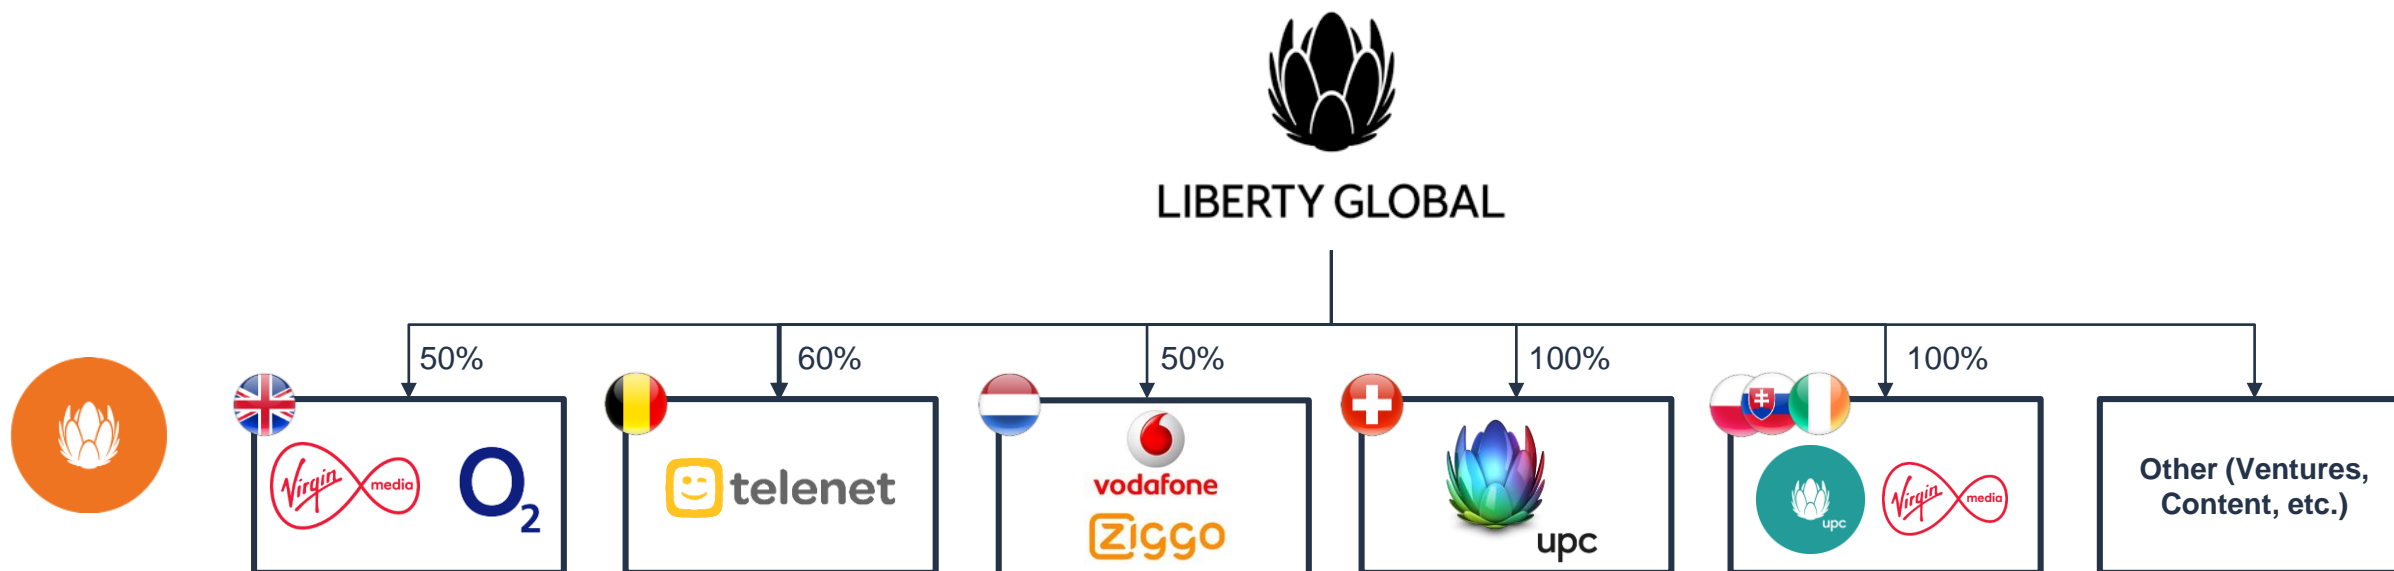 LIBERTY GLOBAL
50%
60%
50%
100%
100%
Virgin media
O2
telenet
vodafone
ziggo
upc
upc
Virgin media
Other (Ventures,
Content, etc.)